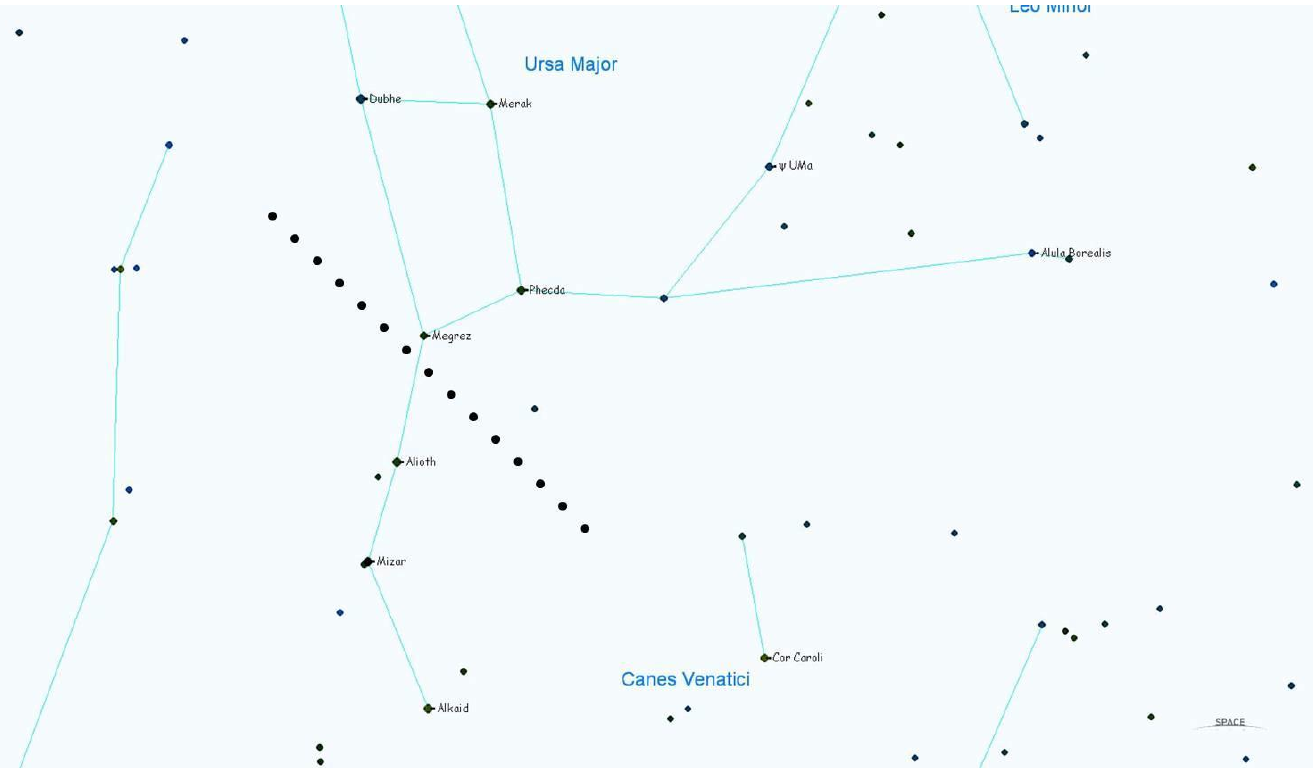 Leo Minor
Ursa Major
Dubhe
Merak
ψ UMa
Alula Borealis
Phecda
Megrez
Alioth
Mizar
Cor Caroli
Canes Venatici
Alkaid
SPACE